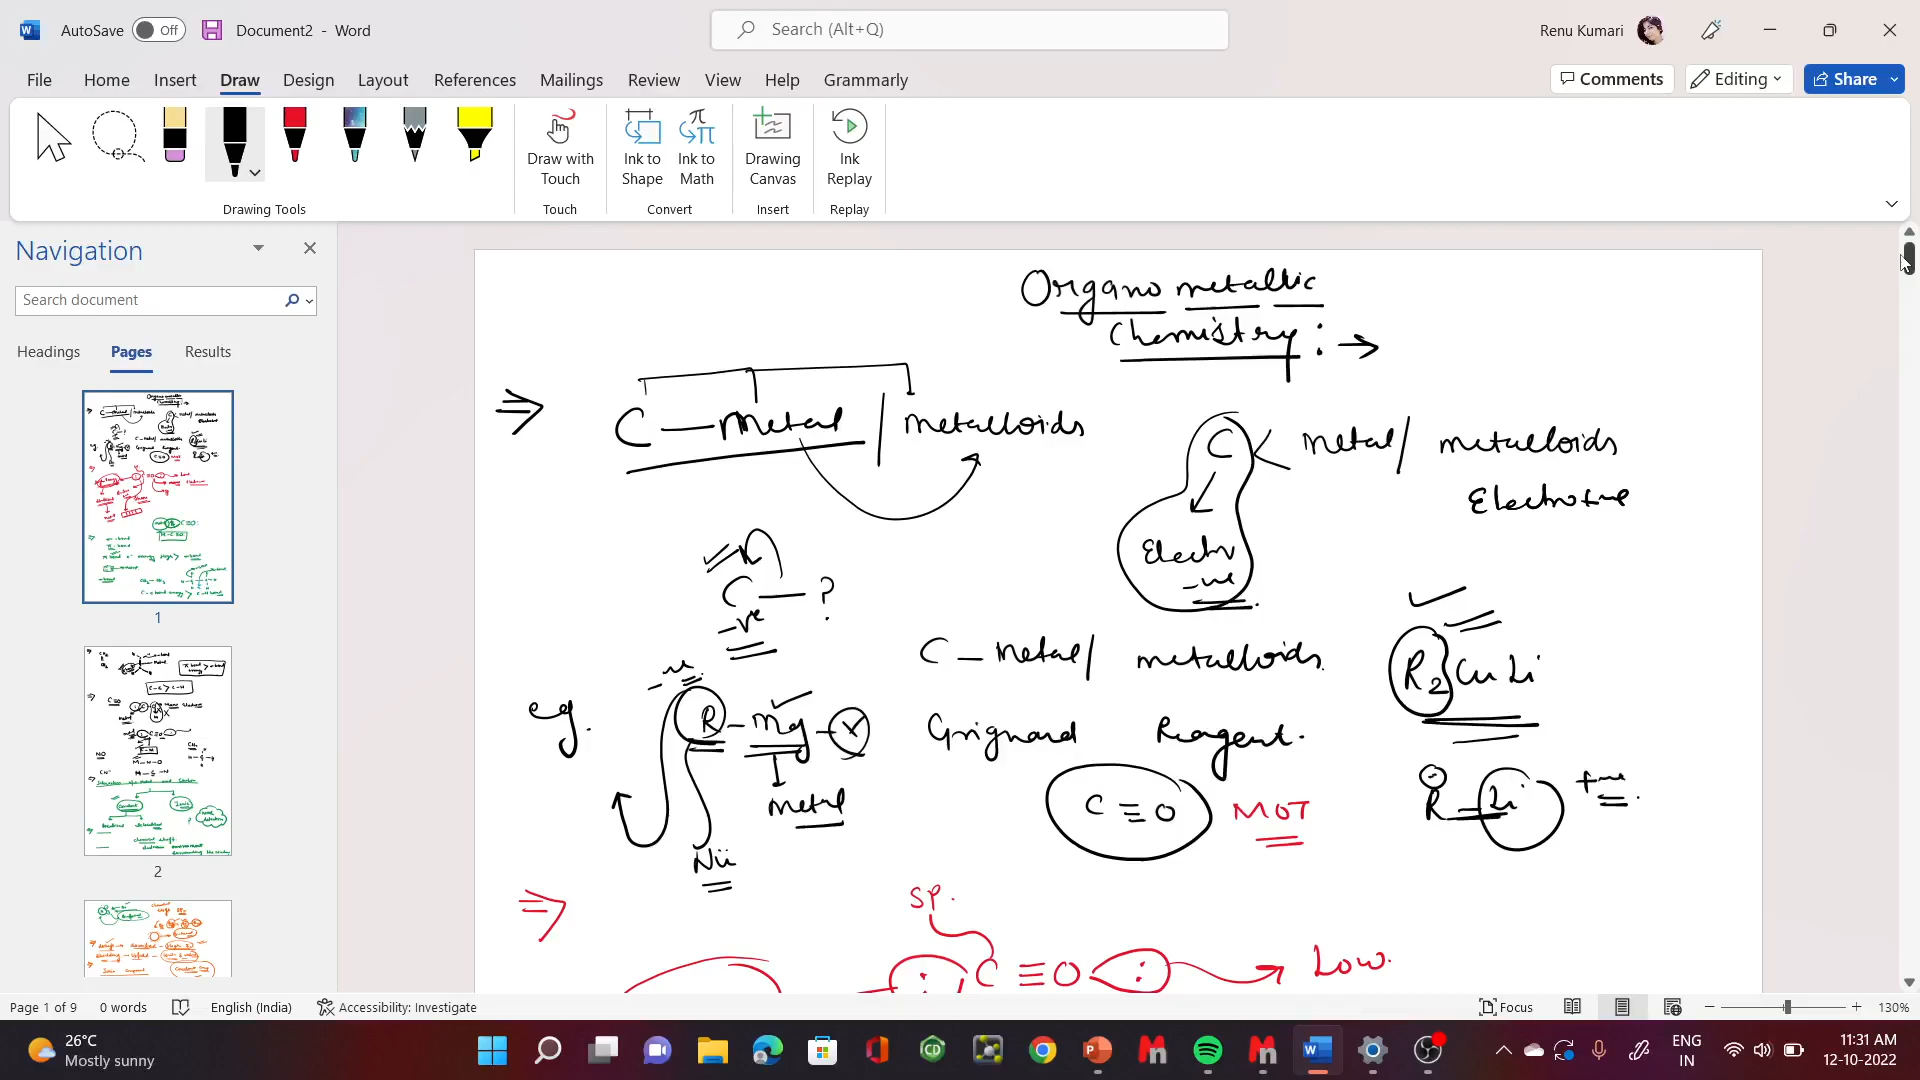 AutoSave Off Document2 - Word Search (Alt+Q) Renu Kumari
File Home Insert Draw Design Layout References Mailings Review View Help Grammarly Comments Editing Share
Draw with Touch
Ink to Shape
Ink to Math
Drawing Canvas
Ink Replay
Drawing Tools Touch Convert Insert Replay
Navigation
Search document
Headings Pages Results
1
2
Organo metallic
Chemistry :→
⇒ C — Metal / metalloids
C < metal/ metalloids
Electro+ve
Electro
-ve
C — ?
-ve
C - metal/ metalloids.
R2CuLi
eg. R - Mg - X Grignard Reagent.
-ve
metal
Nü
C ≡ O MOT
R - Li +ve
⇒ SP.
: C ≡ O : → Low.
Page 1 of 9 0 words English (India) Accessibility: Investigate Focus 130%
26°C
Mostly sunny
ENG
IN
11:31 AM
12-10-2022